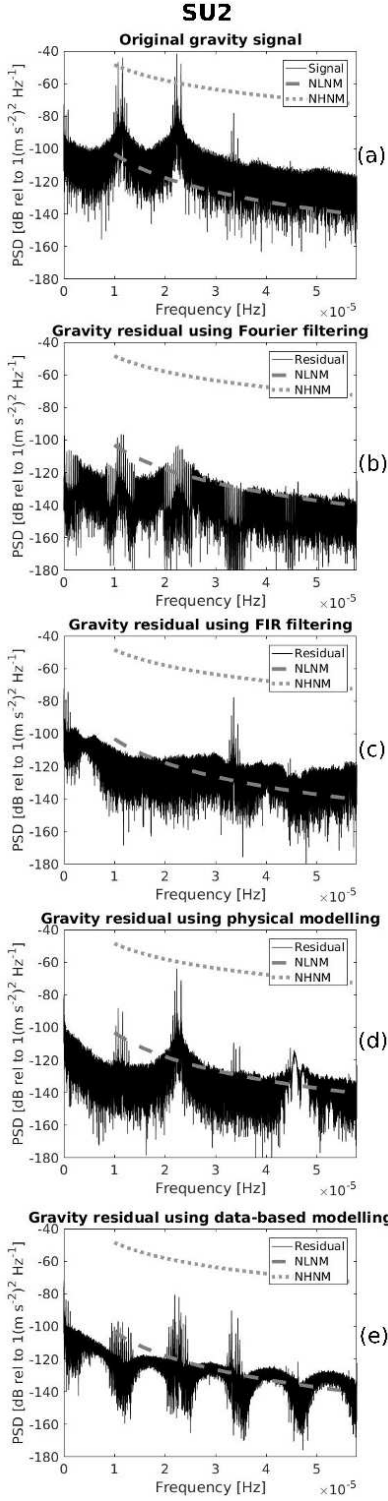 SU2
Original gravity signal
-40
-60
-80
-100
-120
-140
-160
-180
PSD [dB rel to 1(m s⁻²)² Hz⁻¹]
Signal
NLNM
NHNM
(a)
0 1 2 3 4 5
Frequency [Hz]
×10⁻⁵
Gravity residual using Fourier filtering
-40
-60
-80
-100
-120
-140
-160
-180
PSD [dB rel to 1(m s⁻²)² Hz⁻¹]
Residual
NLNM
NHNM
(b)
0 1 2 3 4 5
Frequency [Hz]
×10⁻⁵
Gravity residual using FIR filtering
-40
-60
-80
-100
-120
-140
-160
-180
PSD [dB rel to 1(m s⁻²)² Hz⁻¹]
Residual
NLNM
NHNM
(c)
0 1 2 3 4 5
Frequency [Hz]
×10⁻⁵
Gravity residual using physical modelling
-40
-60
-80
-100
-120
-140
-160
-180
PSD [dB rel to 1(m s⁻²)² Hz⁻¹]
Residual
NLNM
NHNM
(d)
0 1 2 3 4 5
Frequency [Hz]
×10⁻⁵
Gravity residual using data-based modelling
-40
-60
-80
-100
-120
-140
-160
-180
PSD [dB rel to 1(m s⁻²)² Hz⁻¹]
Residual
NLNM
NHNM
(e)
0 1 2 3 4 5
Frequency [Hz]
×10⁻⁵